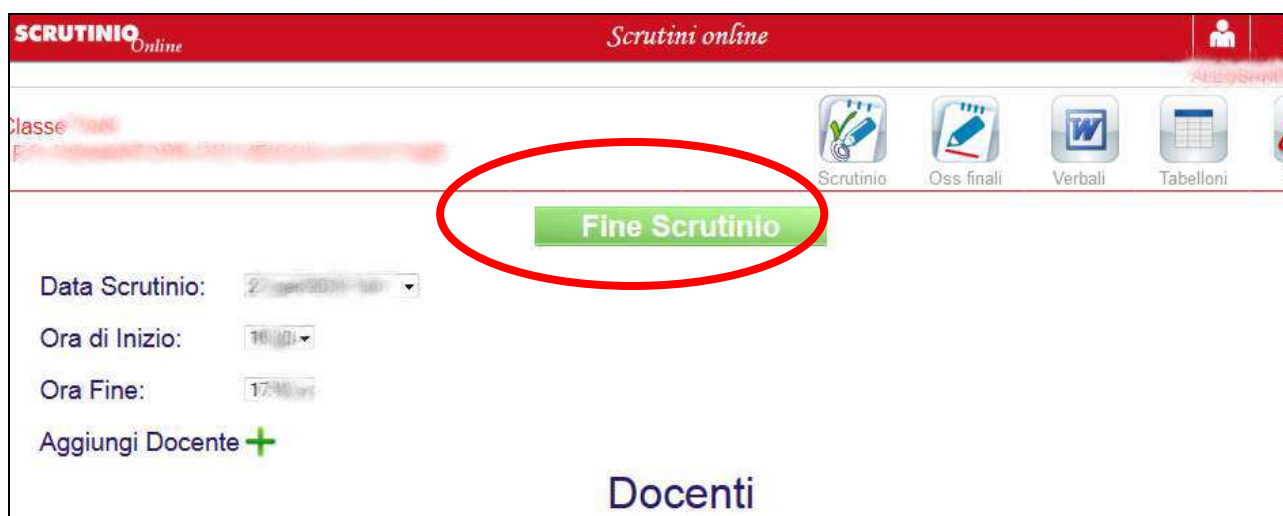 SCRUTINIO Online
Scrutini online
Classe
Scrutinio
Oss finali
Verbali
Tabelloni
Fine Scrutinio
Data Scrutinio:
Ora di Inizio:
Ora Fine:
Aggiungi Docente
Docenti